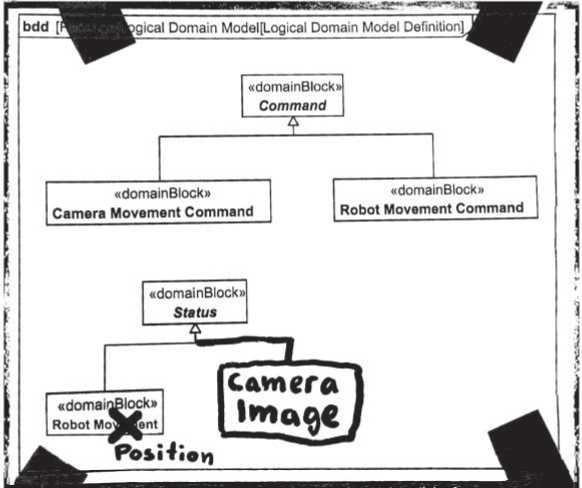 bdd [ Logical Domain Model[Logical Domain Model Definition]
«domainBlock»
Command
«domainBlock»
Camera Movement Command
«domainBlock»
Robot Movement Command
«domainBlock»
Status
«domainBlock»
Robot Movement
Position
Camera
Image